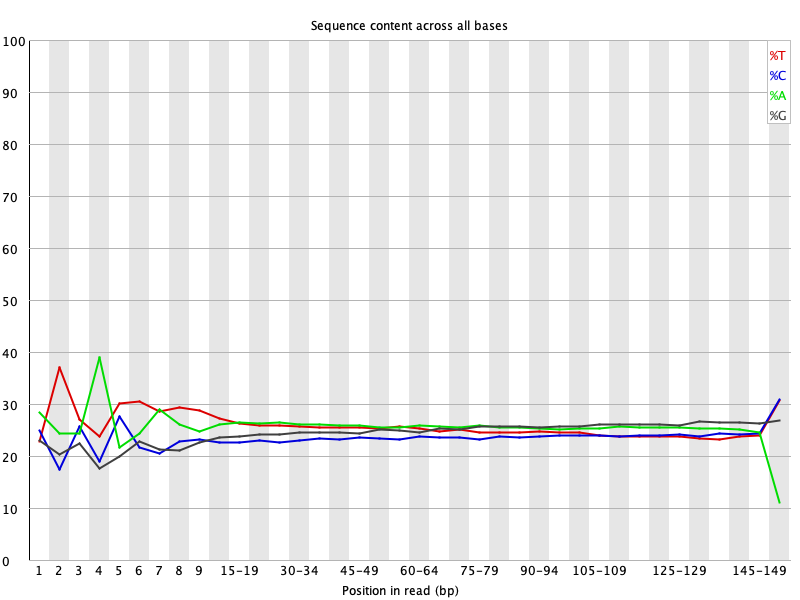 Sequence content across all bases
100
90
80
70
60
50
40
30
20
10
0
%T
%C
%A
%G
1 2 3 4 5 6 7 8 9 15-19 30-34 45-49 60-64 75-79 90-94 105-109 125-129 145-149
Position in read (bp)